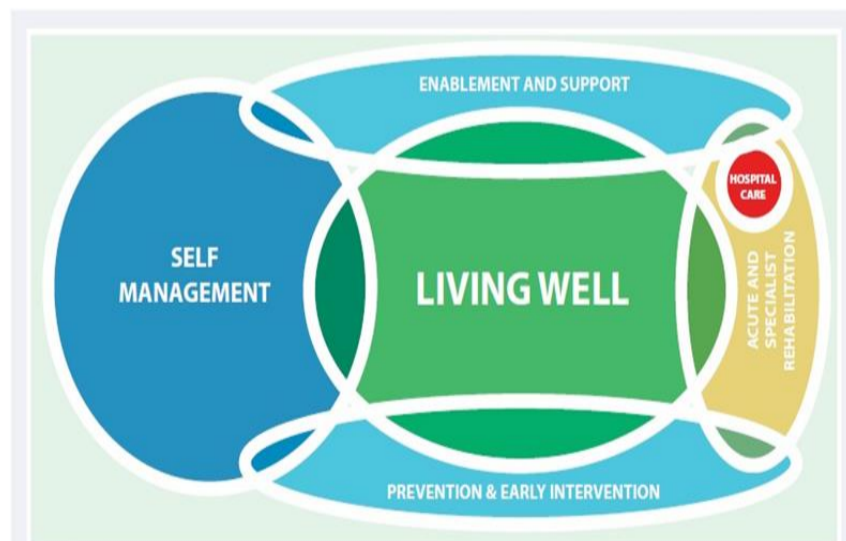 ENABLEMENT AND SUPPORT
HOSPITAL
CARE
SELF
MANAGEMENT
LIVING WELL
ACUTE AND
SPECIALIST
REHABILITATION
PREVENTION & EARLY INTERVENTION